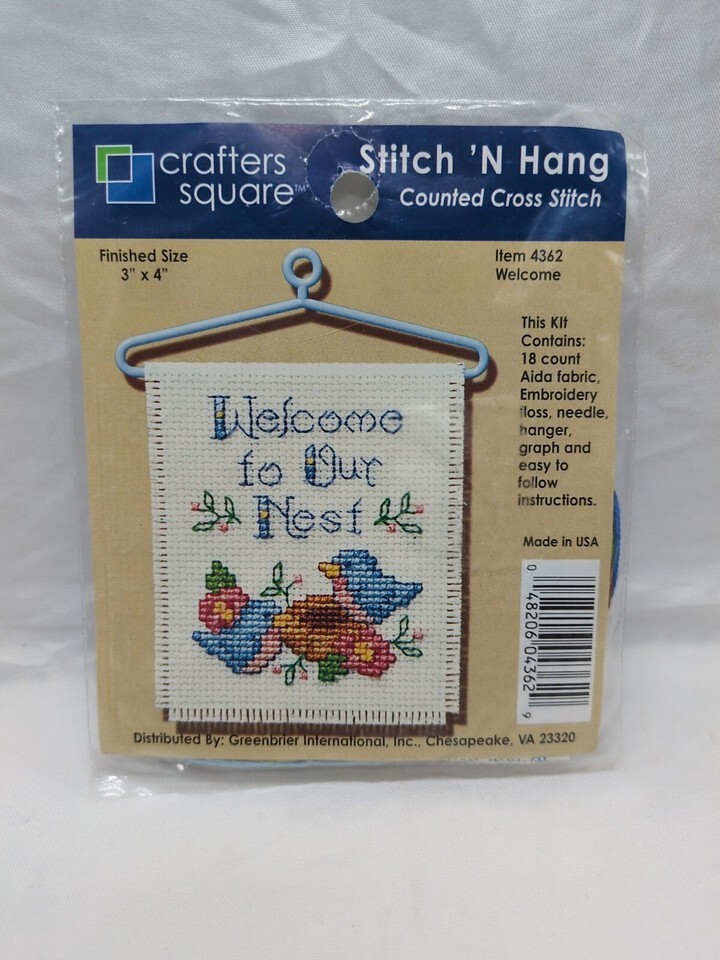 crafters
square™
Stitch 'N Hang
Counted Cross Stitch
Finished Size
3" x 4"
Item 4362
Welcome
This KIt
Contains:
18 count
Aida fabric,
Embroidery
floss, needle,
hanger,
graph and
easy to
follow
instructions.
Made in USA
Welcome
to Our
Nest
0 48206 04362 9
Distributed By: Greenbrier International, Inc., Chesapeake, VA 23320